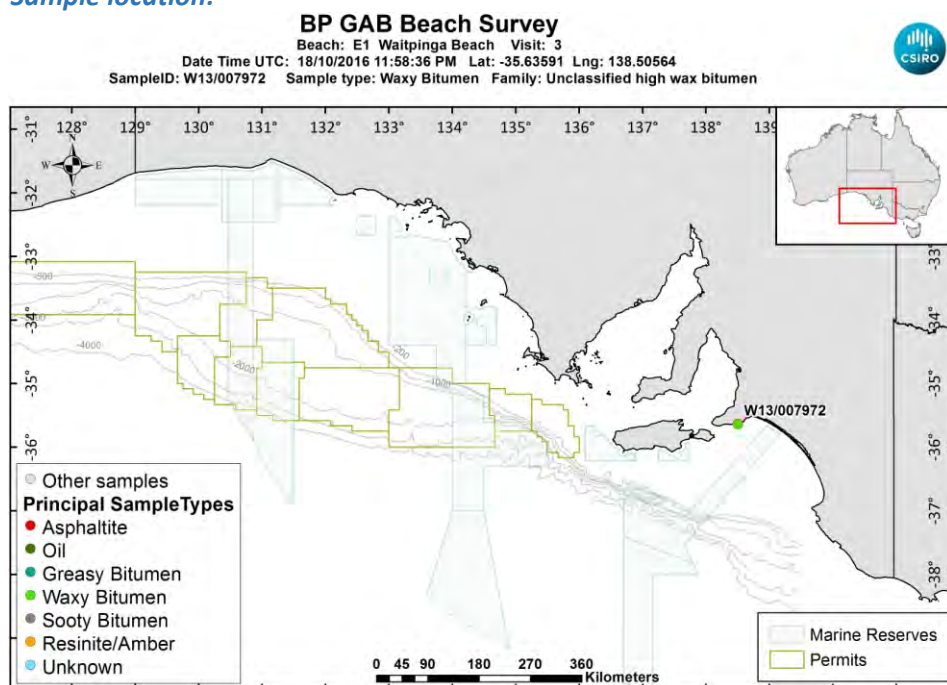 Sample location:
BP GAB Beach Survey
Beach: E1 Waitpinga Beach Visit: 3
Date Time UTC: 18/10/2016 11:58:36 PM Lat: -35.63591 Lng: 138.50564
SampleID: W13/007972 Sample type: Waxy Bitumen Family: Unclassified high wax bitumen
CSIRO
128° 129° 130° 131° 132° 133° 134° 135° 136° 137° 138° 139
-31°
N
W E
S
-32°
-33°
-34° -34°
-200
-4000
-2000
-1000
-35° -35°
W13/007972
-36° -36°
-37° -37°
-38° -38°
Other samples
Principal SampleTypes
Asphaltite
Oil
Greasy Bitumen
Waxy Bitumen
Sooty Bitumen
Resinite/Amber
Unknown
0 45 90 180 270 360
Kilometers
Marine Reserves
Permits